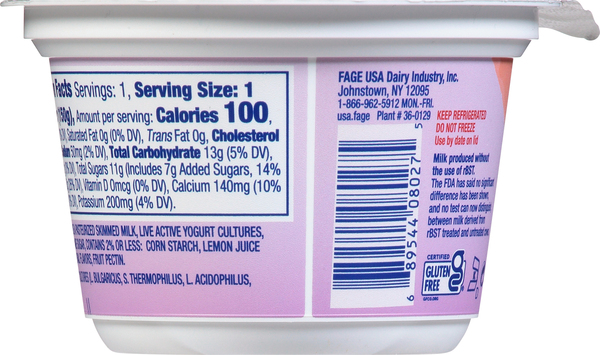 Facts Servings: 1, Serving Size: 1
Amount per serving: Calories 100,
Saturated Fat 0g (0% DV), Trans Fat 0g, Cholesterol
50mg (2% DV), Total Carbohydrate 13g (5% DV),
Total Sugars 11g (Includes 7g Added Sugars, 14%
Vitamin D 0mcg (0% DV), Calcium 140mg (10%
Potassium 200mg (4% DV).
SKIMMED MILK, LIVE ACTIVE YOGURT CULTURES,
CONTAINS 2% OR LESS: CORN STARCH, LEMON JUICE
FLAVORS, FRUIT PECTIN.
L. BULGARICUS, S. THERMOPHILUS, L. ACIDOPHILUS,
FAGE USA Dairy Industry, Inc.
Johnstown, NY 12095
1-866-962-5912 MON.-FRI.
usa.fage Plant # 36-0129
6 89544 08027 5
KEEP REFRIGERATED
DO NOT FREEZE
Use by date on lid
Milk produced without
the use of rBST.
The FDA has said no significant
difference has been shown,
and no test can now distinguish
between milk derived from
rBST treated and untreated
CERTIFIED
GLUTEN
FREE
GFCO.ORG